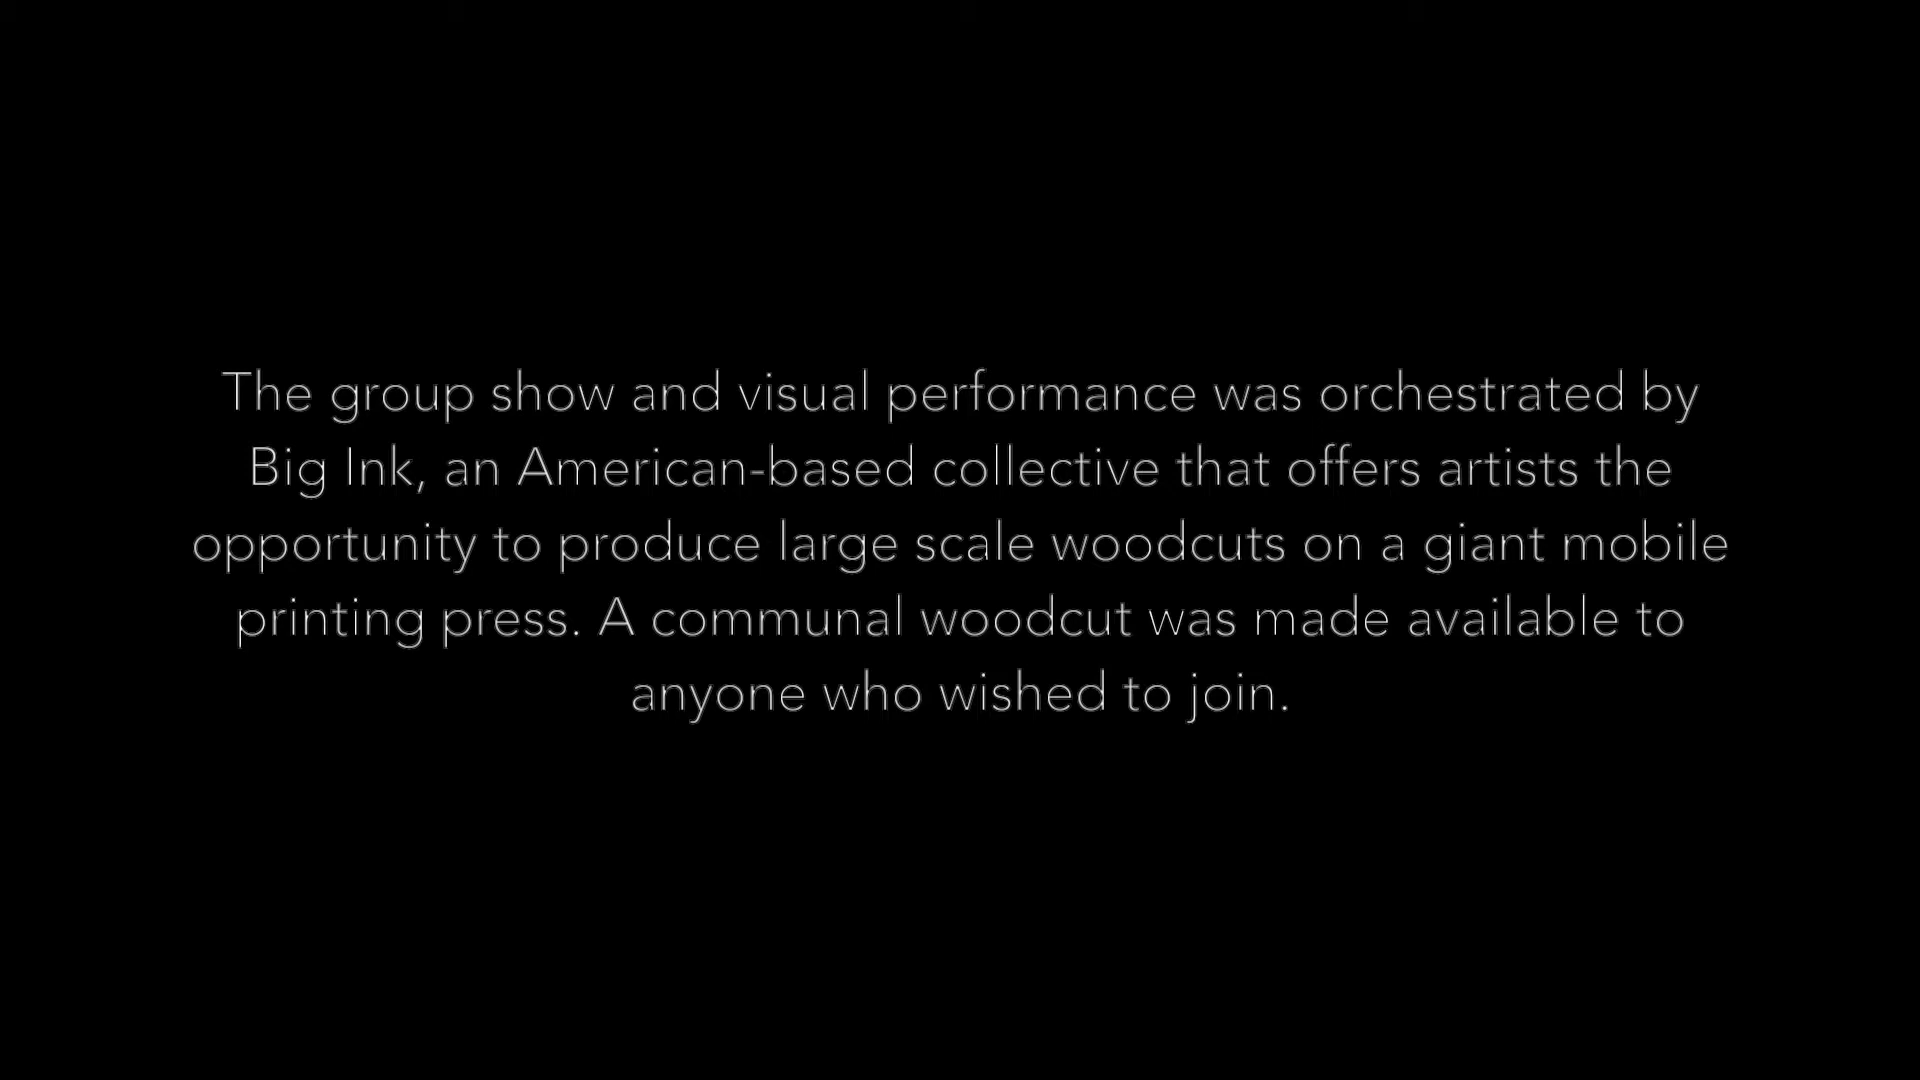 The group show and visual performance was orchestrated by
Big Ink, an American-based collective that offers artists the
opportunity to produce large scale woodcuts on a giant mobile
printing press. A communal woodcut was made available to
anyone who wished to join.